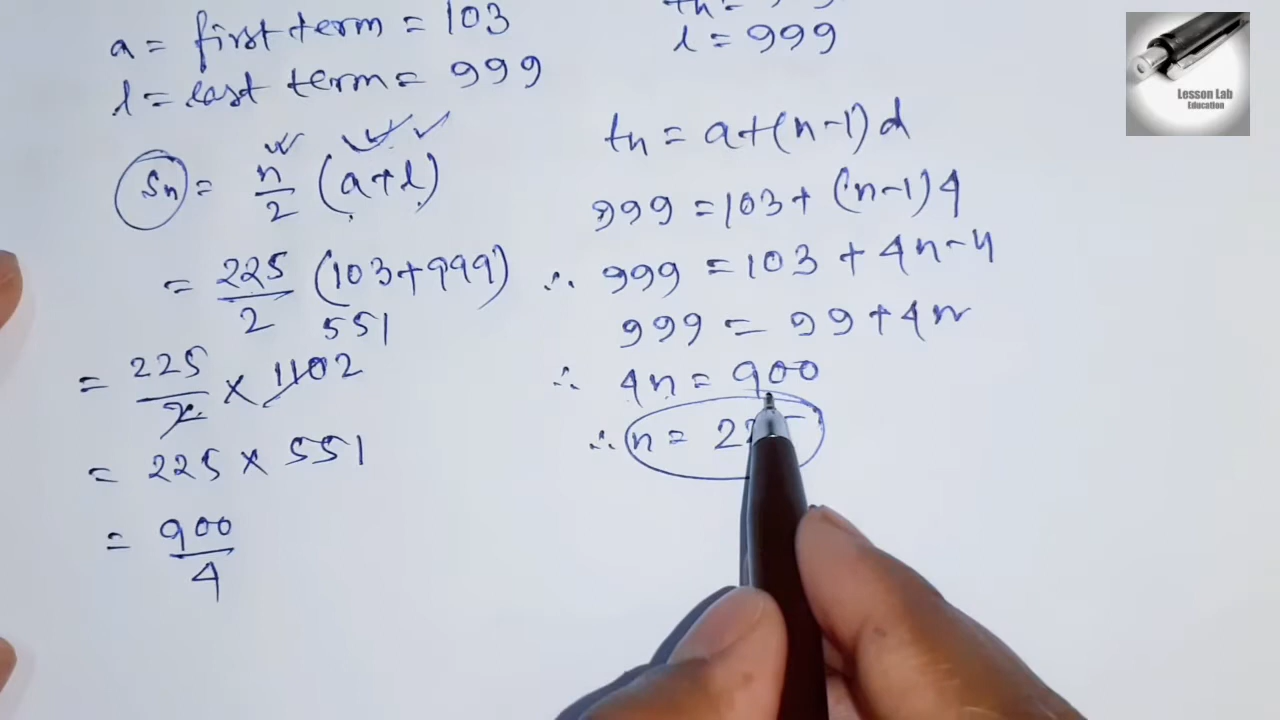 a = first term = 103
l = last term = 999
Sn = n/2 (a+l)
= 225/2 (103+999)
551
= 225/2 × 1102
= 225 × 551
= 900/4
l = 999
tn = a+(n-1)d
999 = 103 + (n-1)4
∴ 999 = 103 + 4n-4
999 = 99 + 4n
∴ 4n = 900
∴ n =
Lesson Lab
Education